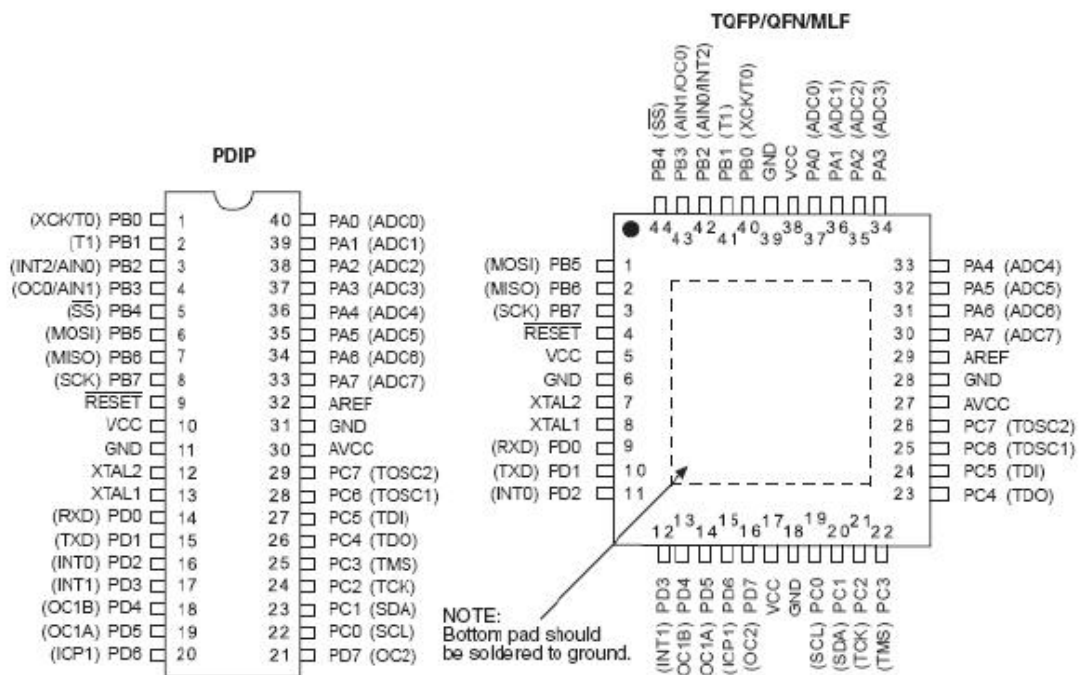 TQFP/QFN/MLF
PDIP
(XCK/T0) PB0 1 40 PA0 (ADC0)
(T1) PB1 2 39 PA1 (ADC1)
(INT2/AIN0) PB2 3 38 PA2 (ADC2)
(OC0/AIN1) PB3 4 37 PA3 (ADC3)
(SS) PB4 5 36 PA4 (ADC4)
(MOSI) PB5 6 35 PA5 (ADC5)
(MISO) PB6 7 34 PA6 (ADC6)
(SCK) PB7 8 33 PA7 (ADC7)
RESET 9 32 AREF
VCC 10 31 GND
GND 11 30 AVCC
XTAL2 12 29 PC7 (TOSC2)
XTAL1 13 28 PC6 (TOSC1)
(RXD) PD0 14 27 PC5 (TDI)
(TXD) PD1 15 26 PC4 (TDO)
(INT0) PD2 16 25 PC3 (TMS)
(INT1) PD3 17 24 PC2 (TCK)
(OC1B) PD4 18 23 PC1 (SDA)
(OC1A) PD5 19 22 PC0 (SCL)
(ICP1) PD6 20 21 PD7 (OC2)
PB4 (SS)
PB3 (AIN1/OC0)
PB2 (AIN0/INT2)
PB1 (T1)
PB0 (XCK/T0)
GND
VCC
PA0 (ADC0)
PA1 (ADC1)
PA2 (ADC2)
PA3 (ADC3)
44 43 42 41 40 39 38 37 36 35 34
(MOSI) PB5 1 33 PA4 (ADC4)
(MISO) PB6 2 32 PA5 (ADC5)
(SCK) PB7 3 31 PA6 (ADC6)
RESET 4 30 PA7 (ADC7)
VCC 5 29 AREF
GND 6 28 GND
XTAL2 7 27 AVCC
XTAL1 8 26 PC7 (TOSC2)
(RXD) PD0 9 25 PC6 (TOSC1)
(TXD) PD1 10 24 PC5 (TDI)
(INT0) PD2 11 23 PC4 (TDO)
12 13 14 15 16 17 18 19 20 21 22
(INT1) PD3
(OC1B) PD4
(OC1A) PD5
(ICP1) PD6
(OC2) PD7
VCC
GND
(SCL) PC0
(SDA) PC1
(TCK) PC2
(TMS) PC3
NOTE:
Bottom pad should
be soldered to ground.